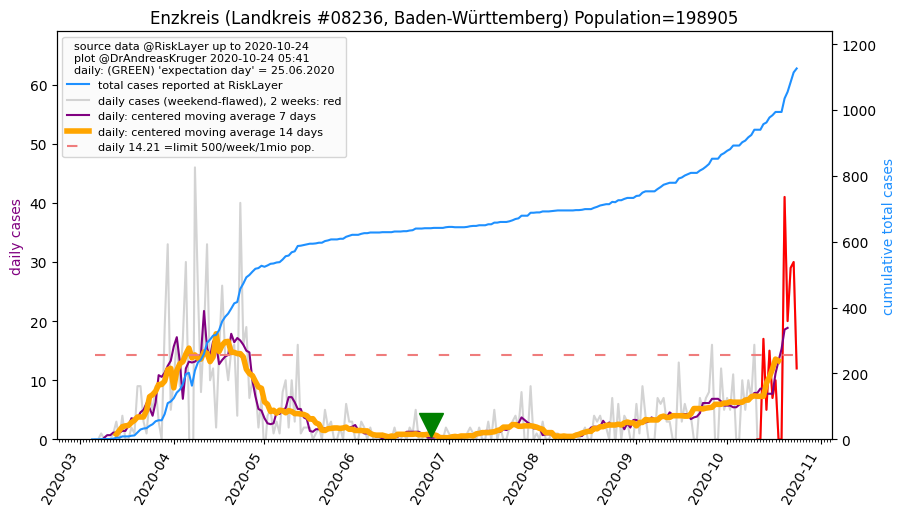 Enzkreis (Landkreis #08236, Baden-Württemberg) Population=198905
source data @RiskLayer up to 2020-10-24
plot @DrAndreasKruger 2020-10-24 05:41
daily: (GREEN) 'expectation day' = 25.06.2020
total cases reported at RiskLayer
daily cases (weekend-flawed), 2 weeks: red
daily: centered moving average 7 days
daily: centered moving average 14 days
daily 14.21 =limit 500/week/1mio pop.
daily cases
60
50
40
30
20
10
0
cumulative total cases
1200
1000
800
600
400
200
0
2020-03
2020-04
2020-05
2020-06
2020-07
2020-08
2020-09
2020-10
2020-11